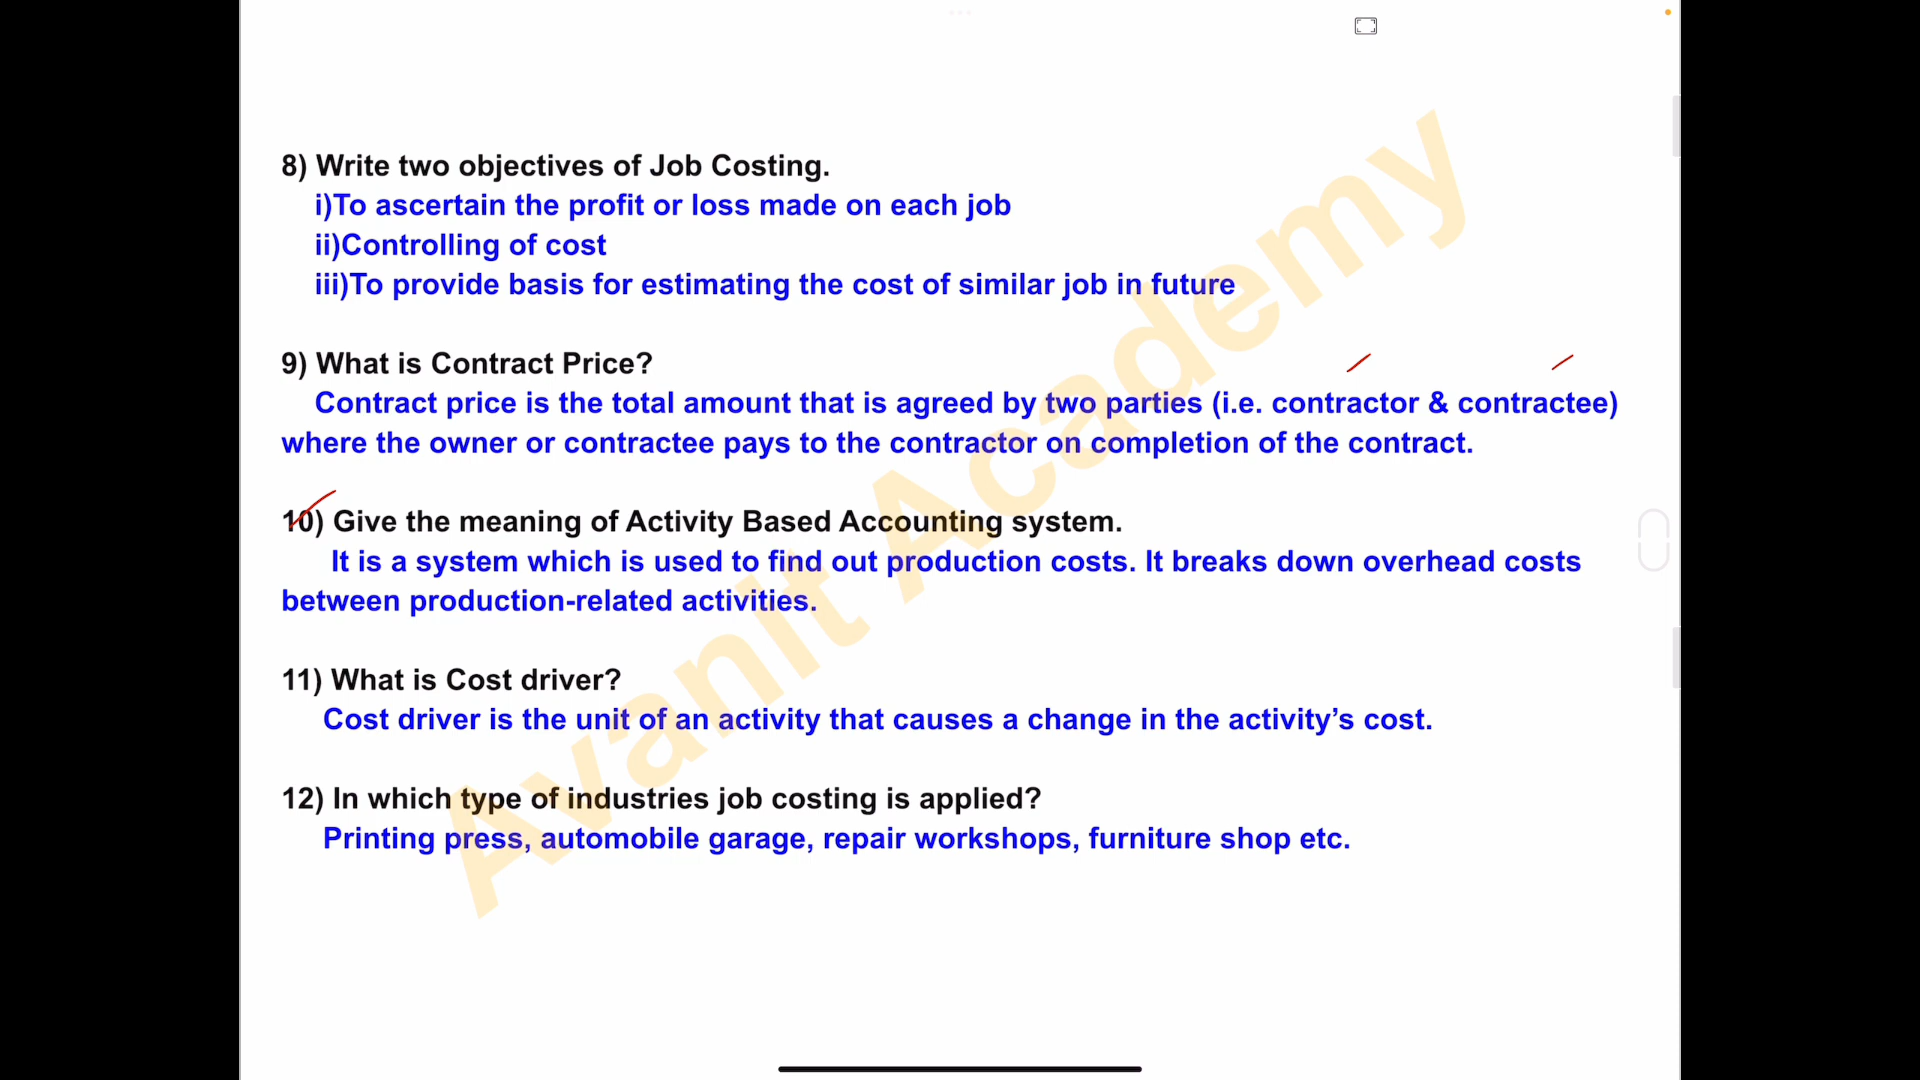 8) Write two objectives of Job Costing.
i)To ascertain the profit or loss made on each job
ii)Controlling of cost
iii)To provide basis for estimating the cost of similar job in future
9) What is Contract Price?
Contract price is the total amount that is agreed by two parties (i.e. contractor & contractee)
where the owner or contractee pays to the contractor on completion of the contract.
10) Give the meaning of Activity Based Accounting system.
It is a system which is used to find out production costs. It breaks down overhead costs
between production-related activities.
11) What is Cost driver?
Cost driver is the unit of an activity that causes a change in the activity’s cost.
12) In which type of industries job costing is applied?
Printing press, automobile garage, repair workshops, furniture shop etc.
Avanit Academy